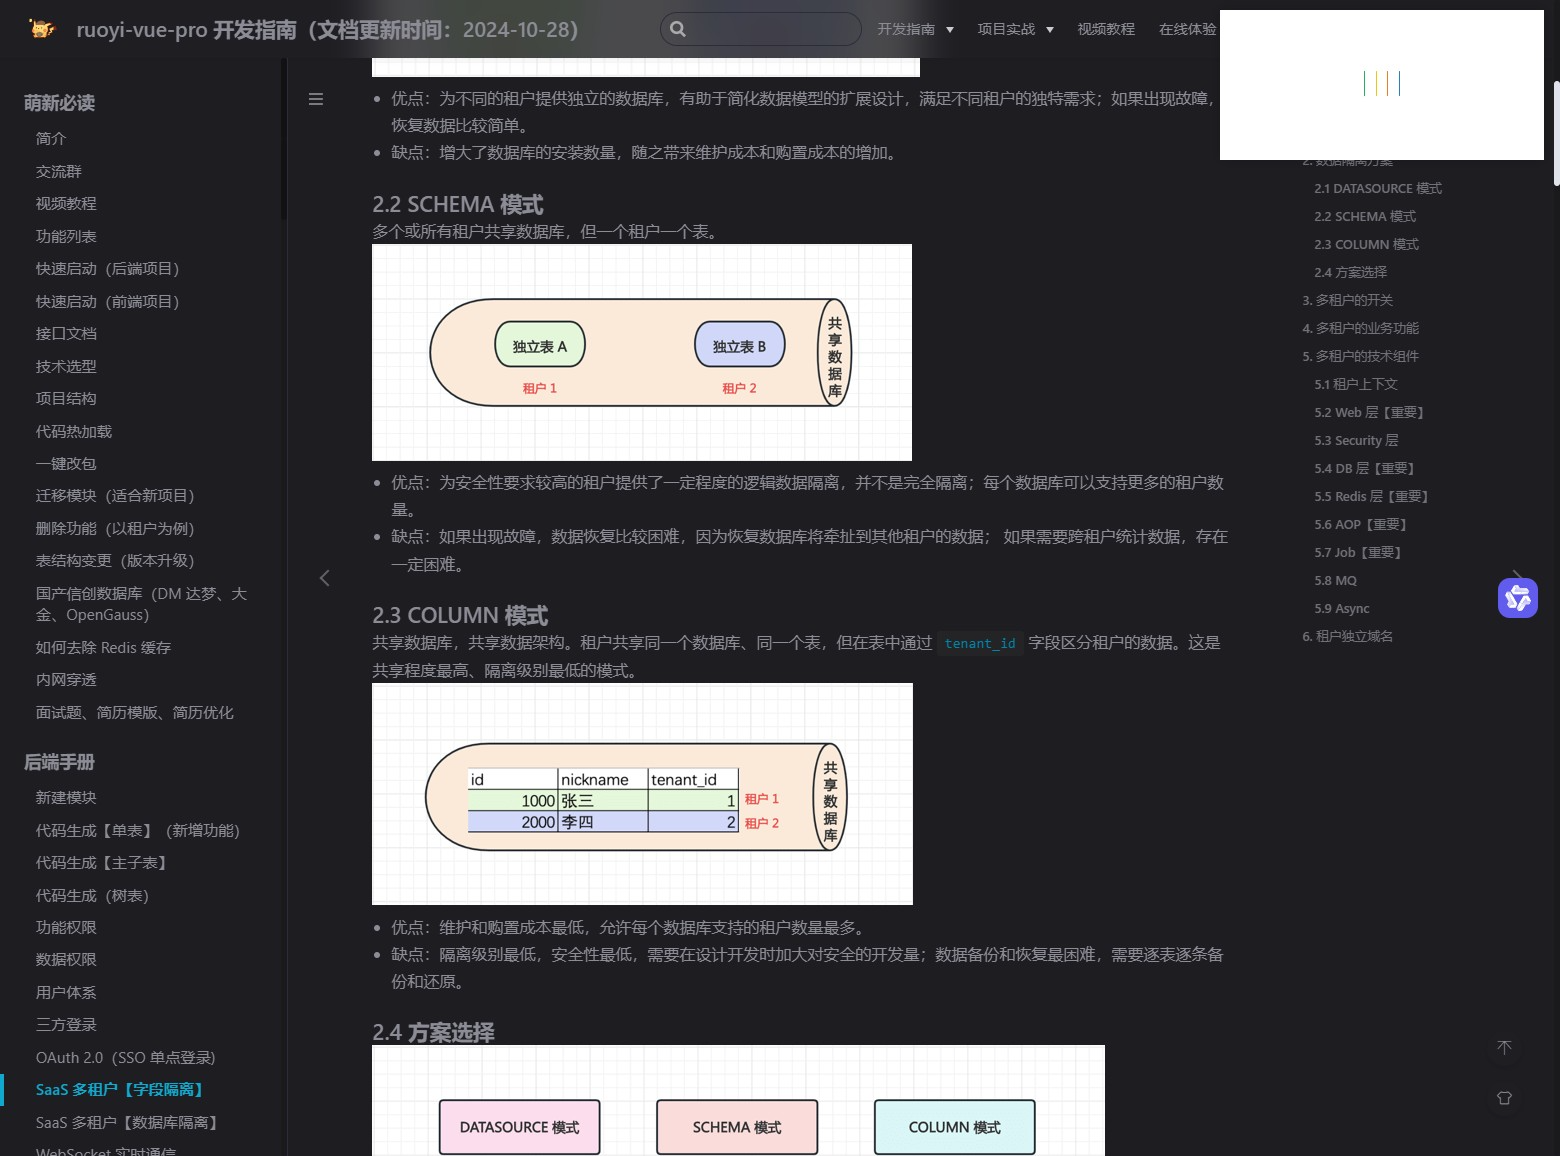 ruoyi-vue-pro 开发指南（文档更新时间：2024-10-28）
开发指南
项目实战
视频教程
在线体验
萌新必读
简介
交流群
视频教程
功能列表
快速启动（后端项目）
快速启动（前端项目）
接口文档
技术选型
项目结构
代码热加载
一键改包
迁移模块（适合新项目）
删除功能（以租户为例）
表结构变更（版本升级）
国产信创数据库（DM 达梦、大
金、OpenGauss）
如何去除 Redis 缓存
内网穿透
面试题、简历模版、简历优化
后端手册
新建模块
代码生成【单表】（新增功能）
代码生成【主子表】
代码生成（树表）
功能权限
数据权限
用户体系
三方登录
OAuth 2.0（SSO 单点登录)
SaaS 多租户【字段隔离】
SaaS 多租户【数据库隔离】
WebSocket 实时通信
优点：为不同的租户提供独立的数据库，有助于简化数据模型的扩展设计，满足不同租户的独特需求；如果出现故障，
恢复数据比较简单。
缺点：增大了数据库的安装数量，随之带来维护成本和购置成本的增加。
2.2 SCHEMA 模式
多个或所有租户共享数据库，但一个租户一个表。
独立表 A
独立表 B
租户 1
租户 2
共享数据库
优点：为安全性要求较高的租户提供了一定程度的逻辑数据隔离，并不是完全隔离；每个数据库可以支持更多的租户数
量。
缺点：如果出现故障，数据恢复比较困难，因为恢复数据库将牵扯到其他租户的数据； 如果需要跨租户统计数据，存在
一定困难。
2.3 COLUMN 模式
共享数据库，共享数据架构。租户共享同一个数据库、同一个表，但在表中通过 tenant_id 字段区分租户的数据。这是
共享程度最高、隔离级别最低的模式。
id nickname tenant_id
1000 张三 1 租户 1
2000 李四 2 租户 2
共享数据库
优点：维护和购置成本最低，允许每个数据库支持的租户数量最多。
缺点：隔离级别最低，安全性最低，需要在设计开发时加大对安全的开发量；数据备份和恢复最困难，需要逐表逐条备
份和还原。
2.4 方案选择
DATASOURCE 模式
SCHEMA 模式
COLUMN 模式
2. 数据隔离方案
2.1 DATASOURCE 模式
2.2 SCHEMA 模式
2.3 COLUMN 模式
2.4 方案选择
3. 多租户的开关
4. 多租户的业务功能
5. 多租户的技术组件
5.1 租户上下文
5.2 Web 层【重要】
5.3 Security 层
5.4 DB 层【重要】
5.5 Redis 层【重要】
5.6 AOP【重要】
5.7 Job【重要】
5.8 MQ
5.9 Async
6. 租户独立域名